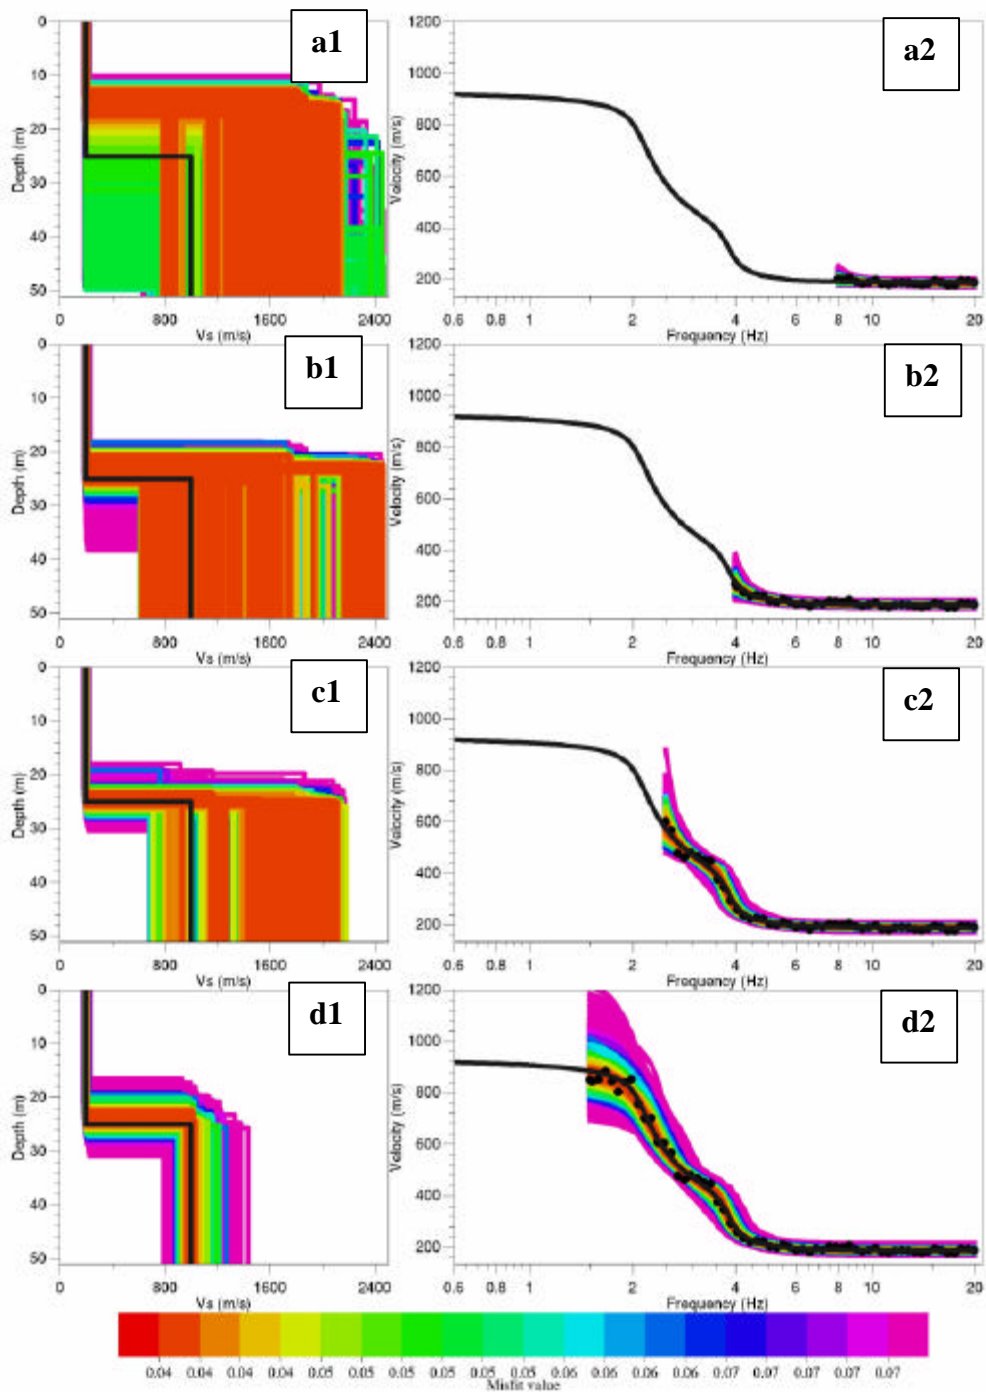 a1
a2
0
10
20
30
40
50
Depth (m)
0 800 1600 2400
Vs (m/s)
1200
1000
800
600
400
200
Velocity (m/s)
0.6 0.8 1 2 4 6 8 10 20
Frequency (Hz)
b1
b2
0
10
20
30
40
50
Depth (m)
0 800 1600 2400
Vs (m/s)
1200
1000
800
600
400
200
Velocity (m/s)
0.6 0.8 1 2 4 6 8 10 20
Frequency (Hz)
c1
c2
0
10
20
30
40
50
Depth (m)
0 800 1600 2400
Vs (m/s)
1200
1000
800
600
400
200
Velocity (m/s)
0.6 0.8 1 2 4 6 8 10 20
Frequency (Hz)
d1
d2
0
10
20
30
40
50
Depth (m)
0 800 1600 2400
Vs (m/s)
1200
1000
800
600
400
200
Velocity (m/s)
0.6 0.8 1 2 4 6 8 10 20
Frequency (Hz)
0.04 0.04 0.04 0.04 0.05 0.05 0.05 0.05 0.05 0.05 0.06 0.06 0.06 0.06 0.07 0.07 0.07 0.07 0.07
Misfit value